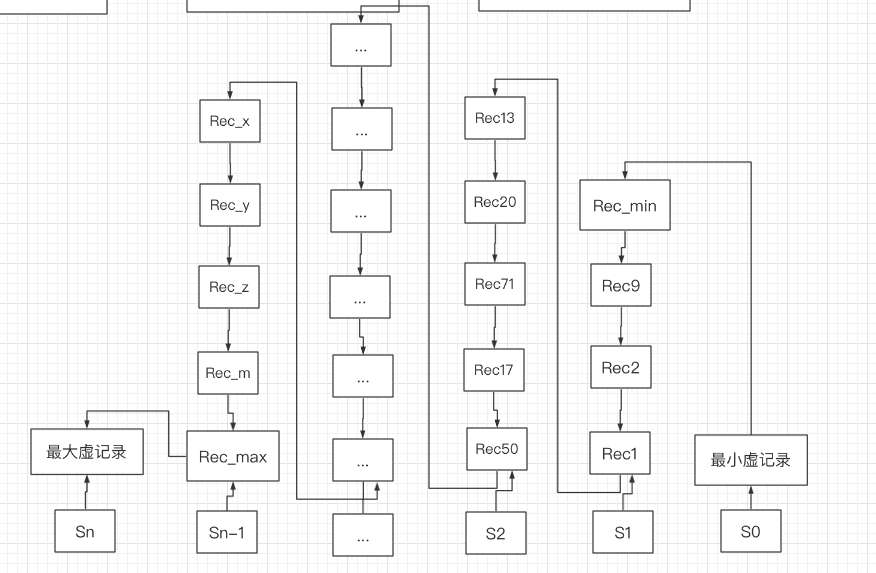 ...
Rec_x
...
Rec13
Rec_y
...
Rec20
Rec_min
Rec_z
...
Rec71
Rec9
Rec_m
...
Rec17
Rec2
最大虚记录
Rec_max
...
Rec50
Rec1
最小虚记录
Sn
Sn-1
...
S2
S1
S0